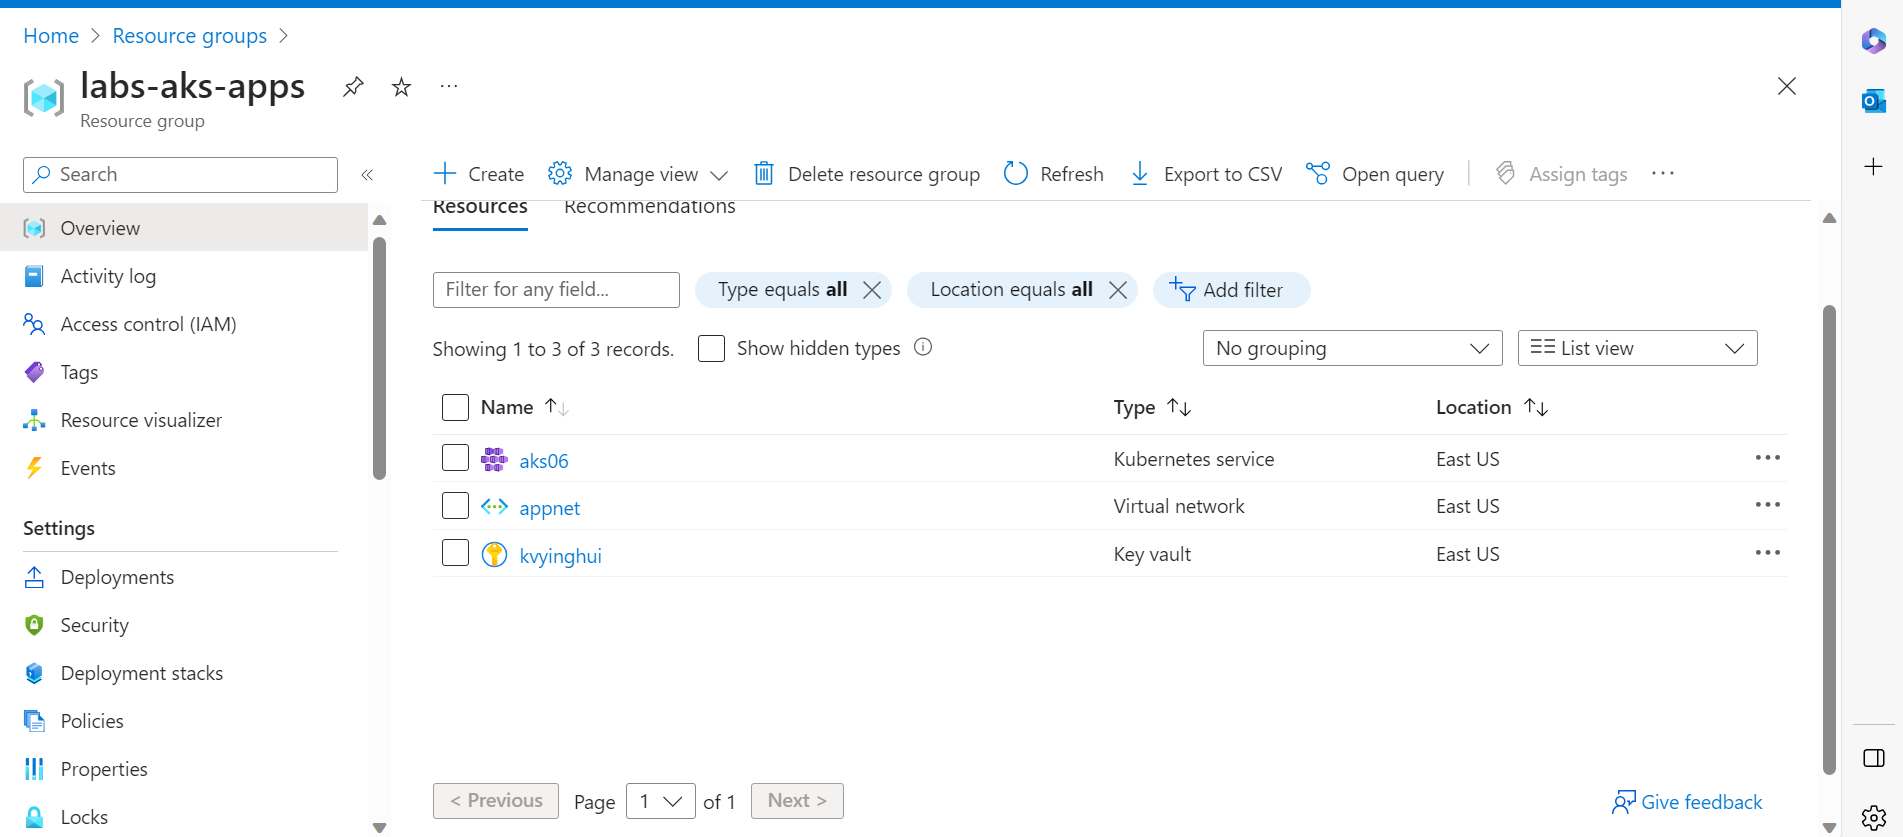 Home > Resource groups >
labs-aks-apps
Resource group
Search
Create
Manage view
Delete resource group
Refresh
Export to CSV
Open query
Assign tags
Overview
Activity log
Access control (IAM)
Tags
Resource visualizer
Events
Settings
Deployments
Security
Deployment stacks
Policies
Properties
Locks
Resources
Recommendations
Filter for any field...
Type equals all
Location equals all
Add filter
Showing 1 to 3 of 3 records.
Show hidden types
No grouping
List view
Name Type Location
aks06 Kubernetes service East US
appnet Virtual network East US
kvyinghui Key vault East US
< Previous
Page 1 of 1
Next >
Give feedback